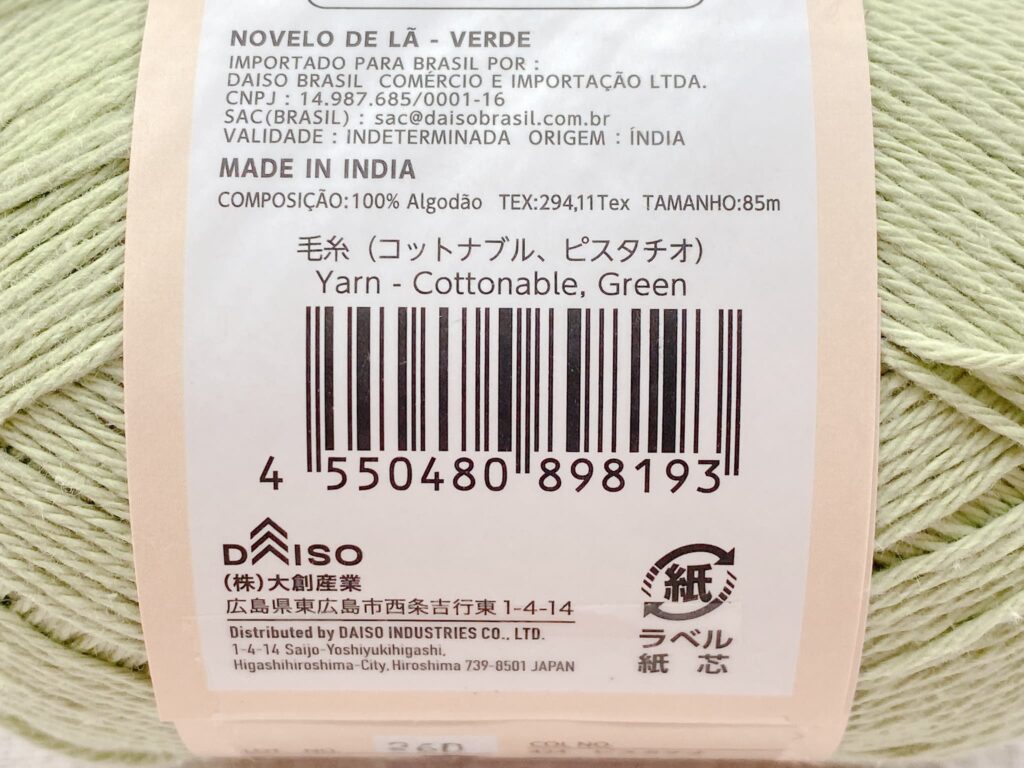 NOVELO DE LÃ - VERDE
IMPORTADO PARA BRASIL POR :
DAISO BRASIL COMÉRCIO E IMPORTAÇÃO LTDA.
CNPJ : 14.987.685/0001-16
SAC(BRASIL) : sac@daisobrasil.com.br
VALIDADE : INDETERMINADA ORIGEM : ÍNDIA
MADE IN INDIA
COMPOSIÇÃO:100% Algodão TEX:294,11Tex TAMANHO:85m
毛糸（コットナブル、ピスタチオ）
Yarn - Cottonable, Green
4 550480 898193
DAISO
(株)大創産業
広島県東広島市西条吉行東1-4-14
Distributed by DAISO INDUSTRIES CO., LTD.
1-4-14 Saijo-Yoshiyukihigashi,
Higashihiroshima-City, Hiroshima 739-8501 JAPAN
紙
ラベル
紙 芯
LOT NO. COL.NO.